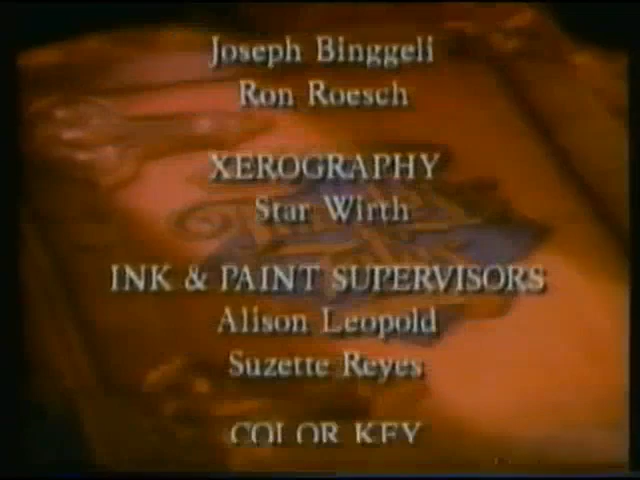 Joseph Binggeli
Ron Roesch
XEROGRAPHY
Star Wirth
INK & PAINT SUPERVISORS
Alison Leopold
Suzette Reyes
COLOR KEY